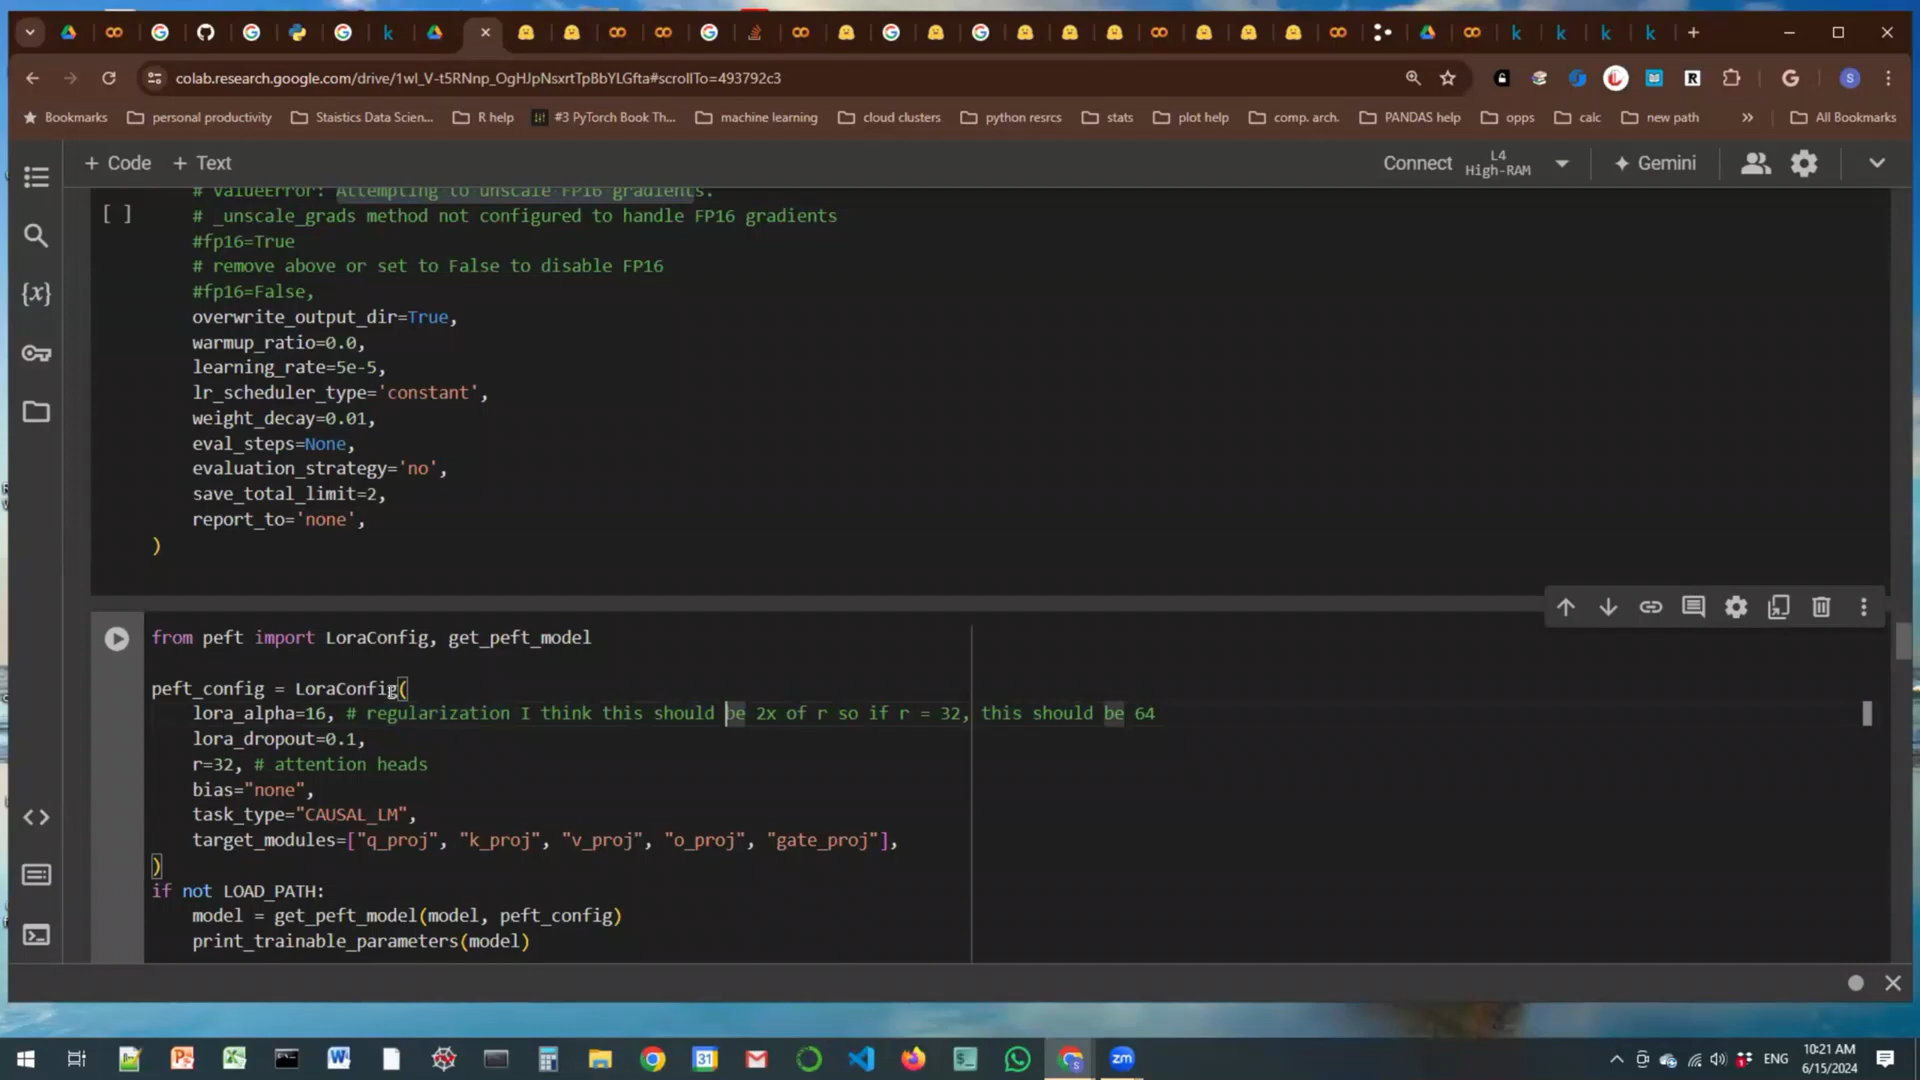 colab.research.google.com/drive/1wl_V-t5RNnp_OgHJpNsxrtTpBbYLGfta#scrollTo=493792c3
Bookmarks personal productivity Staistics Data Scien... R help #3 PyTorch Book Th... machine learning cloud clusters python resrcs stats plot help comp. arch. PANDAS help opps calc new path » All Bookmarks
+ Code + Text Connect L4 High-RAM Gemini
# ValueError: Attempting to unscale FP16 gradients.
[ ] # _unscale_grads method not configured to handle FP16 gradients
#fp16=True
# remove above or set to False to disable FP16
#fp16=False,
overwrite_output_dir=True,
warmup_ratio=0.0,
learning_rate=5e-5,
lr_scheduler_type='constant',
weight_decay=0.01,
eval_steps=None,
evaluation_strategy='no',
save_total_limit=2,
report_to='none',
)
from peft import LoraConfig, get_peft_model
peft_config = LoraConfig(
lora_alpha=16, # regularization I think this should be 2x of r so if r = 32, this should be 64
lora_dropout=0.1,
r=32, # attention heads
bias="none",
task_type="CAUSAL_LM",
target_modules=["q_proj", "k_proj", "v_proj", "o_proj", "gate_proj"],
)
if not LOAD_PATH:
model = get_peft_model(model, peft_config)
print_trainable_parameters(model)
ENG
10:21 AM
6/15/2024